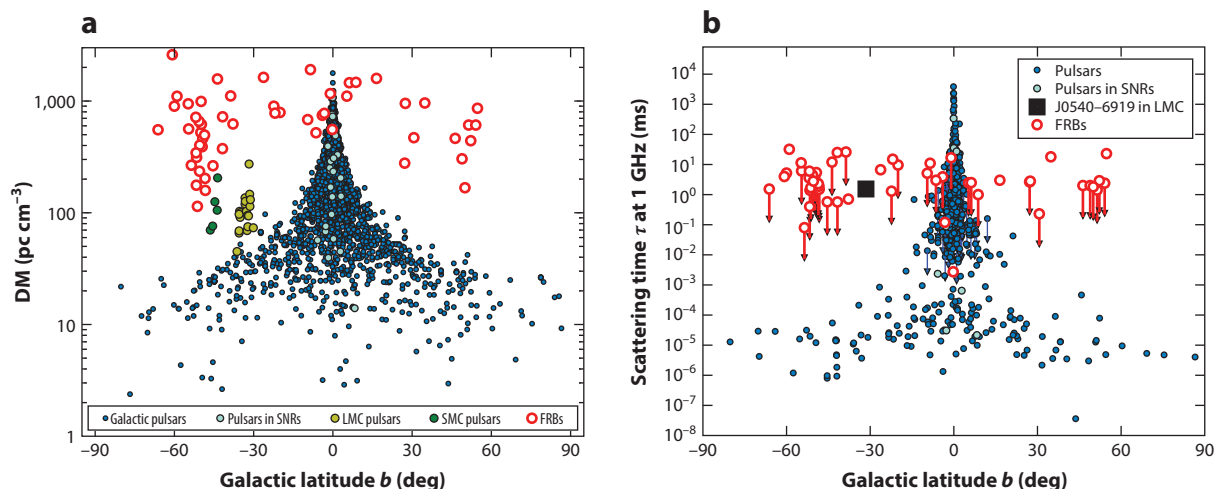 a
DM (pc cm⁻³)
1,000
100
10
1
Galactic pulsars Pulsars in SNRs LMC pulsars SMC pulsars FRBs
−90 −60 −30 0 30 60 90
Galactic latitude b (deg)
b
Scattering time τ at 1 GHz (ms)
10⁴
10³
10²
10¹
10⁰
10⁻¹
10⁻²
10⁻³
10⁻⁴
10⁻⁵
10⁻⁶
10⁻⁷
10⁻⁸
Pulsars
Pulsars in SNRs
J0540–6919 in LMC
FRBs
−90 −60 −30 0 30 60 90
Galactic latitude b (deg)